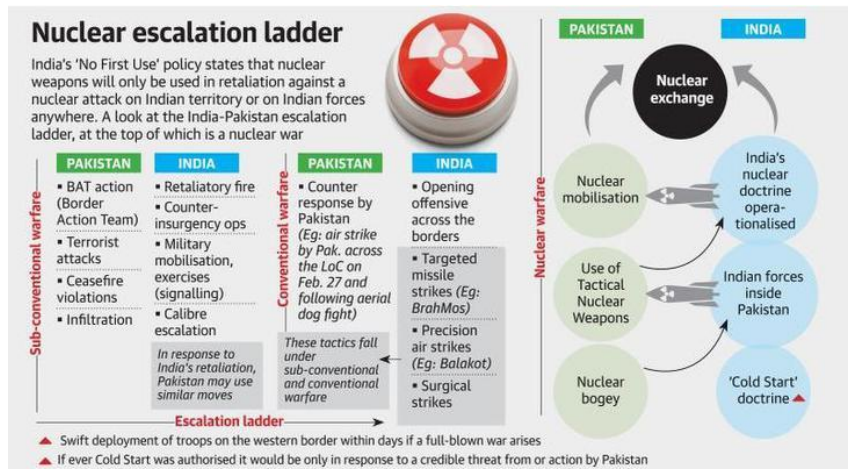 Nuclear escalation ladder
India's 'No First Use' policy states that nuclear
weapons will only be used in retaliation against a
nuclear attack on Indian territory or on Indian forces
anywhere. A look at the India-Pakistan escalation
ladder, at the top of which is a nuclear war
Sub-conventional warfare
PAKISTAN
▪ BAT action
(Border
Action Team)
▪ Terrorist
attacks
▪ Ceasefire
violations
▪ Infiltration
INDIA
▪ Retaliatory fire
▪ Counter-
insurgency ops
▪ Military
mobilisation,
exercises
(signalling)
▪ Calibre
escalation
In response to
India's retaliation,
Pakistan may use
similar moves
Conventional warfare
PAKISTAN
▪ Counter
response by
Pakistan
(Eg: air strike
by Pak. across
the LoC on
Feb. 27 and
following aerial
dog fight)
These tactics fall
under
sub-conventional
and conventional
warfare
INDIA
▪ Opening
offensive
across the
borders
▪ Targeted
missile
strikes (Eg:
BrahMos)
▪ Precision
air strikes
(Eg: Balakot)
▪ Surgical
strikes
Escalation ladder
▲ Swift deployment of troops on the western border within days if a full-blown war arises
▲ If ever Cold Start was authorised it would be only in response to a credible threat from or action by Pakistan
Nuclear warfare
PAKISTAN
INDIA
Nuclear
exchange
Nuclear
mobilisation
India's
nuclear
doctrine
opera-
tionalised
Use of
Tactical
Nuclear
Weapons
Indian forces
inside
Pakistan
Nuclear
bogey
'Cold Start'
doctrine ▲